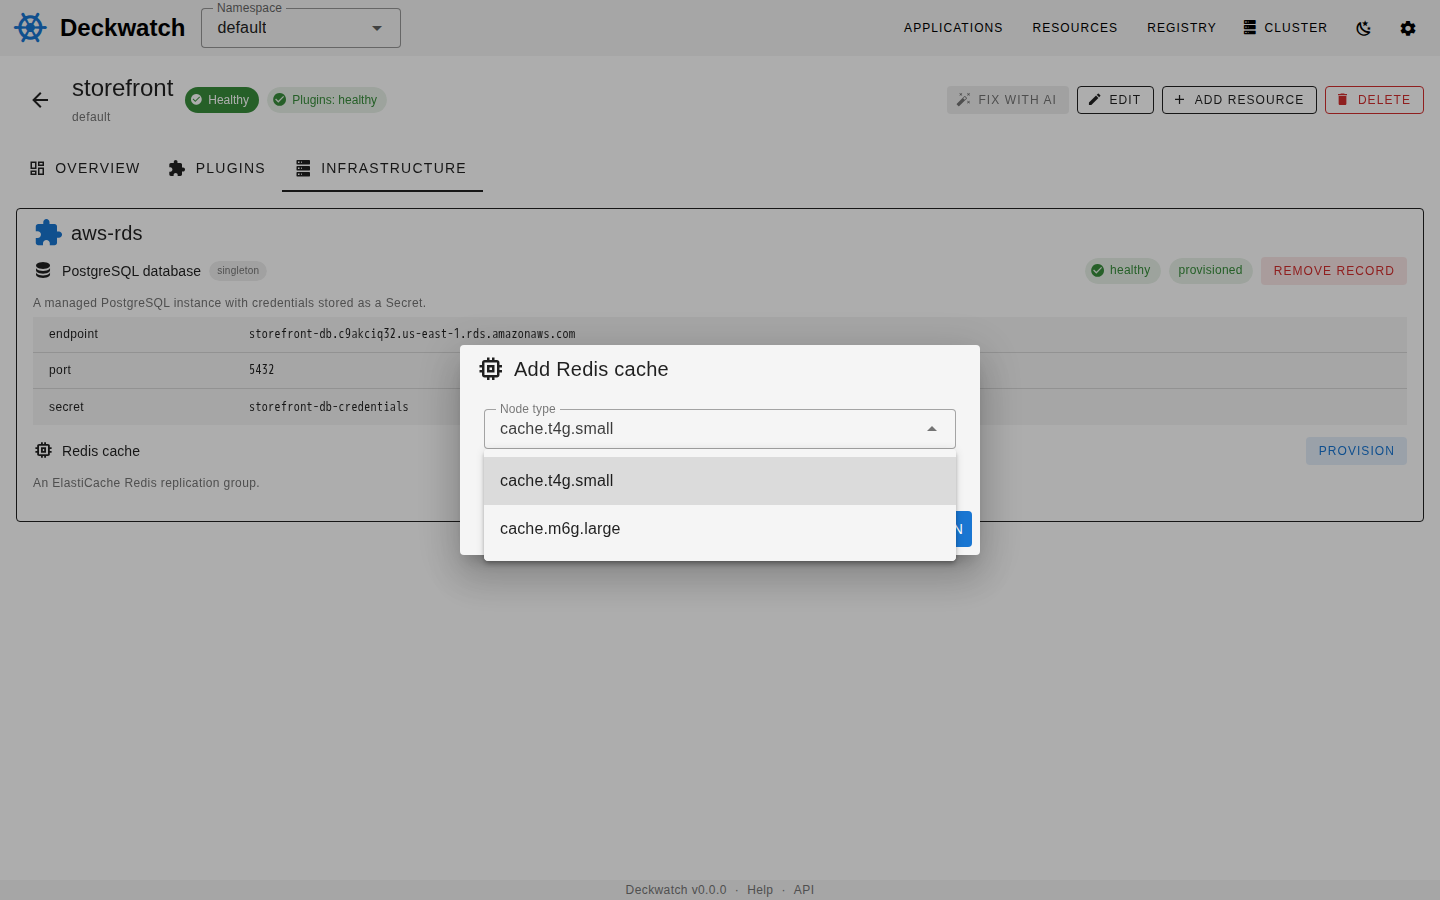 Deckwatch
Namespace
default
APPLICATIONS
RESOURCES
REGISTRY
CLUSTER
storefront
default
Healthy
Plugins: healthy
FIX WITH AI
EDIT
ADD RESOURCE
DELETE
OVERVIEW
PLUGINS
INFRASTRUCTURE
aws-rds
PostgreSQL database
singleton
healthy
provisioned
REMOVE RECORD
A managed PostgreSQL instance with credentials stored as a Secret.
endpoint
storefront-db.c9akciq32.us-east-1.rds.amazonaws.com
port
5432
secret
storefront-db-credentials
Redis cache
PROVISION
An ElastiCache Redis replication group.
Add Redis cache
Node type
cache.t4g.small
cache.t4g.small
cache.m6g.large
Deckwatch v0.0.0 · Help · API